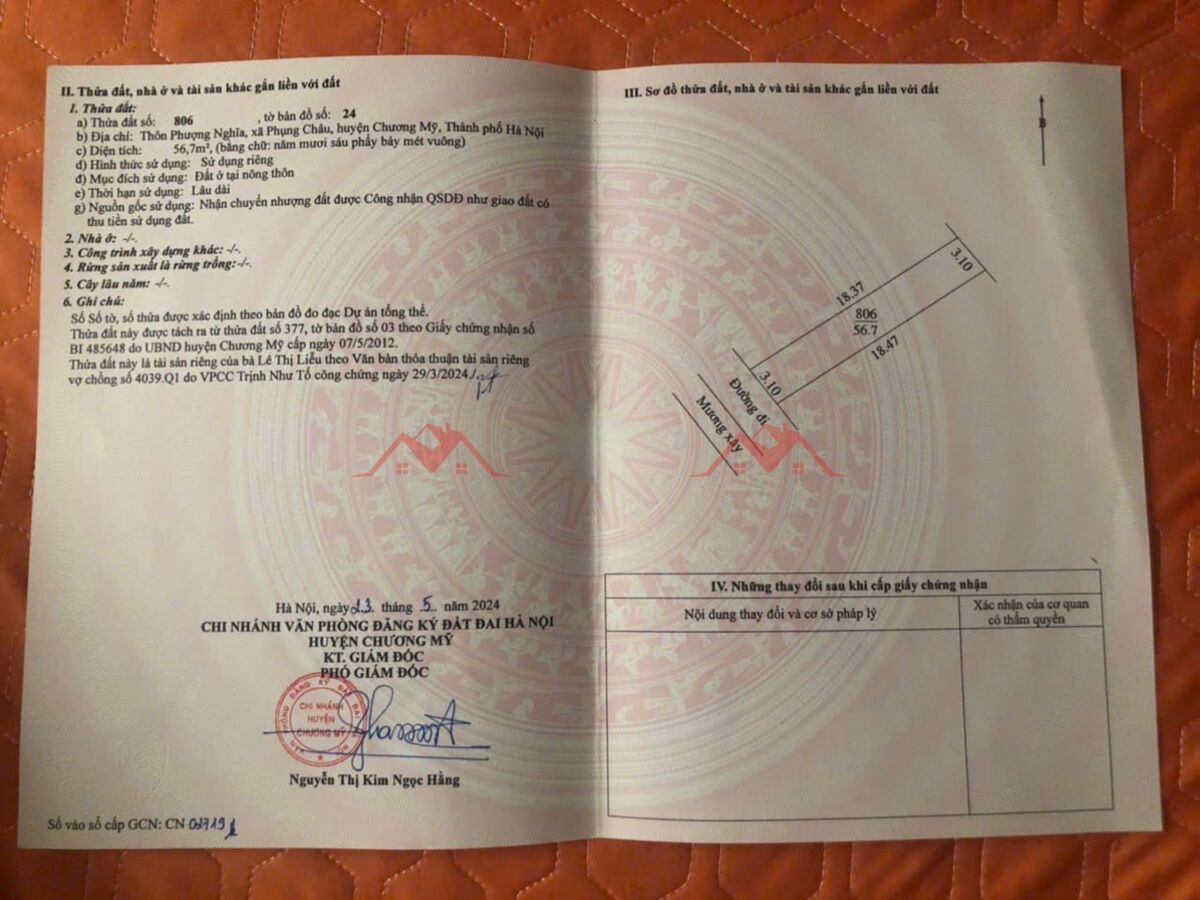 II. Thửa đất, nhà ở và tài sản khác gắn liền với đất
1. Thửa đất:
a) Thửa đất số: 806 , tờ bản đồ số: 24
b) Địa chỉ: Thôn Phượng Nghĩa, xã Phụng Châu, huyện Chương Mỹ, Thành phố Hà Nội
c) Diện tích: 56,7m², (bằng chữ: năm mươi sáu phẩy bảy mét vuông)
d) Hình thức sử dụng: Sử dụng riêng
đ) Mục đích sử dụng: Đất ở tại nông thôn
e) Thời hạn sử dụng: Lâu dài
g) Nguồn gốc sử dụng: Nhận chuyển nhượng đất được Công nhận QSDĐ như giao đất có
thu tiền sử dụng đất.
2. Nhà ở: -/-.
3. Công trình xây dựng khác: -/-.
4. Rừng sản xuất là rừng trồng:-/-.
5. Cây lâu năm: -/-.
6. Ghi chú:
Số Số tờ, số thửa được xác định theo bản đồ đo đạc Dự án tổng thể.
Thửa đất này được tách ra từ thửa đất số 377, tờ bản đồ số 03 theo Giấy chứng nhận số
BI 485648 do UBND huyện Chương Mỹ cấp ngày 07/5/2012.
Thửa đất này là tài sản riêng của bà Lê Thị Liễu theo Văn bản thỏa thuận tài sản riêng
vợ chồng số 4039.Q1 do VPCC Trịnh Như Tố công chứng ngày 29/3/2024./.
Hà Nội, ngày 23 tháng 5 năm 2024
CHI NHÁNH VĂN PHÒNG ĐĂNG KÝ ĐẤT ĐAI HÀ NỘI
HUYỆN CHƯƠNG MỸ
KT. GIÁM ĐỐC
PHÓ GIÁM ĐỐC
CHI NHÁNH
HUYỆN
CHƯƠNG MỸ
Nguyễn Thị Kim Ngọc Hằng
Số vào sổ cấp GCN: CN
III. Sơ đồ thửa đất, nhà ở và tài sản khác gắn liền với đất
B
3.10
18.37
806
56.7
18.47
3.10
Đường đi
Mương xây
IV. Những thay đổi sau khi cấp giấy chứng nhận
Nội dung thay đổi và cơ sở pháp lý
Xác nhận của cơ quan
có thẩm quyền